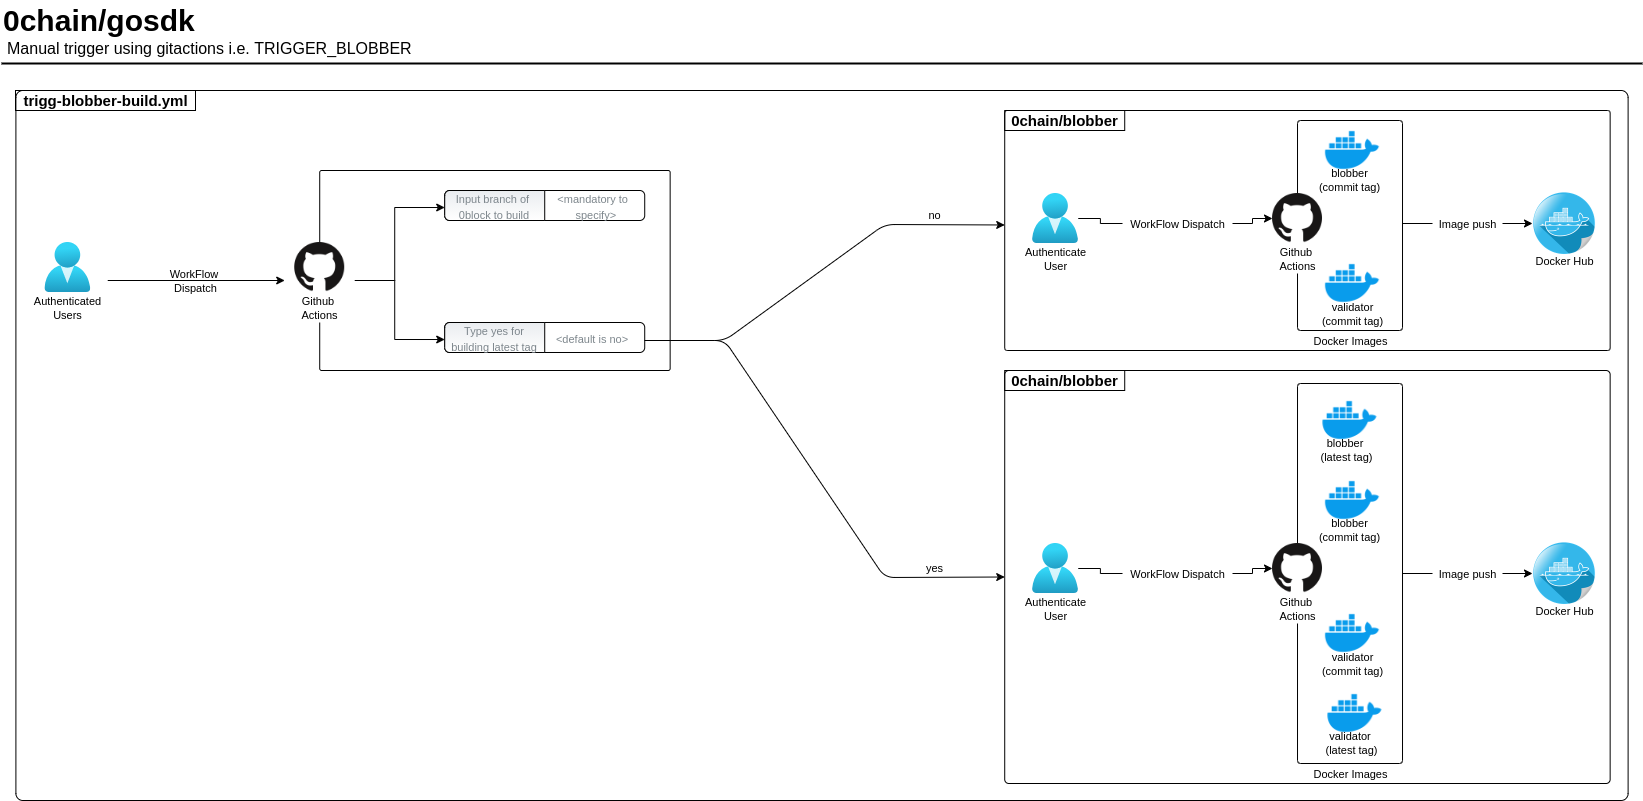 0chain/gosdk
Manual trigger using gitactions i.e. TRIGGER_BLOBBER
trigg-blobber-build.yml
Authenticated
Users
WorkFlow
Dispatch
Github
Actions
Input branch of
0block to build
<mandatory to
specify>
Type yes for
building latest tag
<default is no>
no
yes
0chain/blobber
Authenticate
User
WorkFlow Dispatch
Github
Actions
blobber
(commit tag)
validator
(commit tag)
Docker Images
Image push
Docker Hub
0chain/blobber
Authenticate
User
WorkFlow Dispatch
Github
Actions
blobber
(latest tag)
blobber
(commit tag)
validator
(commit tag)
validator
(latest tag)
Docker Images
Image push
Docker Hub